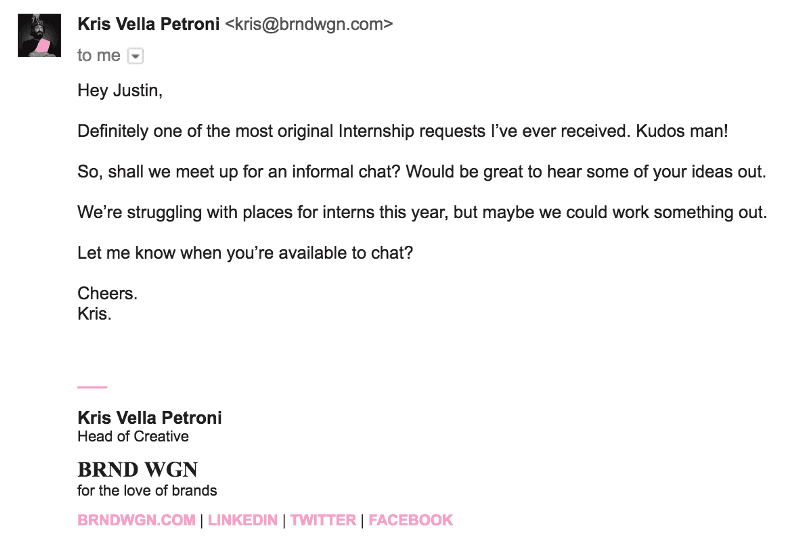 Kris Vella Petroni <kris@brndwgn.com>
to me
Hey Justin,
Definitely one of the most original Internship requests I’ve ever received. Kudos man!
So, shall we meet up for an informal chat? Would be great to hear some of your ideas out.
We’re struggling with places for interns this year, but maybe we could work something out.
Let me know when you’re available to chat?
Cheers.
Kris.
Kris Vella Petroni
Head of Creative
BRND WGN
for the love of brands
BRNDWGN.COM | LINKEDIN | TWITTER | FACEBOOK